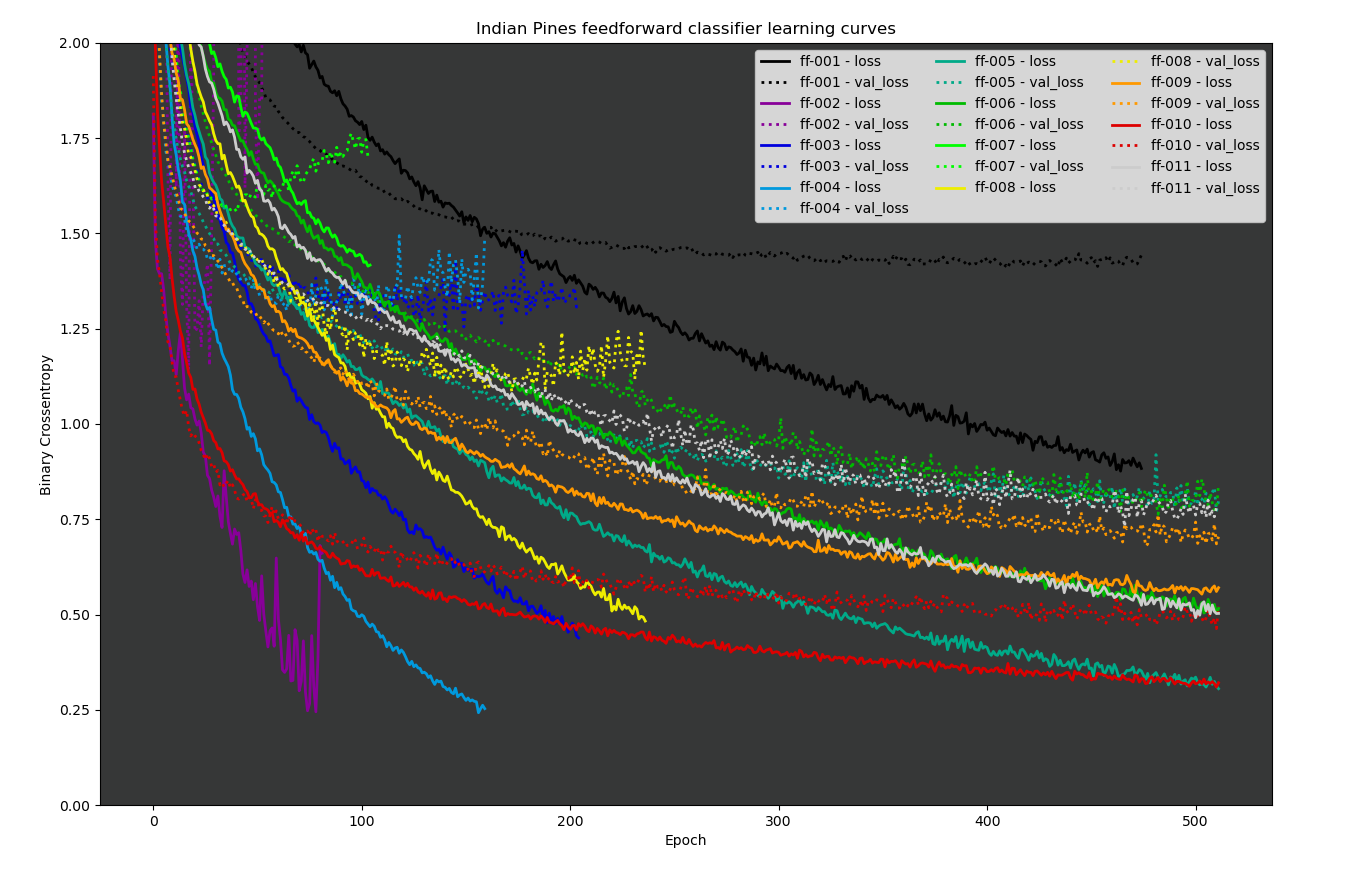 Indian Pines feedforward classifier learning curves
2.00
1.75
1.50
1.25
1.00
0.75
0.50
0.25
0.00
Binary Crossentropy
0
100
200
300
400
500
Epoch
ff-001 - loss
ff-001 - val_loss
ff-002 - loss
ff-002 - val_loss
ff-003 - loss
ff-003 - val_loss
ff-004 - loss
ff-004 - val_loss
ff-005 - loss
ff-005 - val_loss
ff-006 - loss
ff-006 - val_loss
ff-007 - loss
ff-007 - val_loss
ff-008 - loss
ff-008 - val_loss
ff-009 - loss
ff-009 - val_loss
ff-010 - loss
ff-010 - val_loss
ff-011 - loss
ff-011 - val_loss